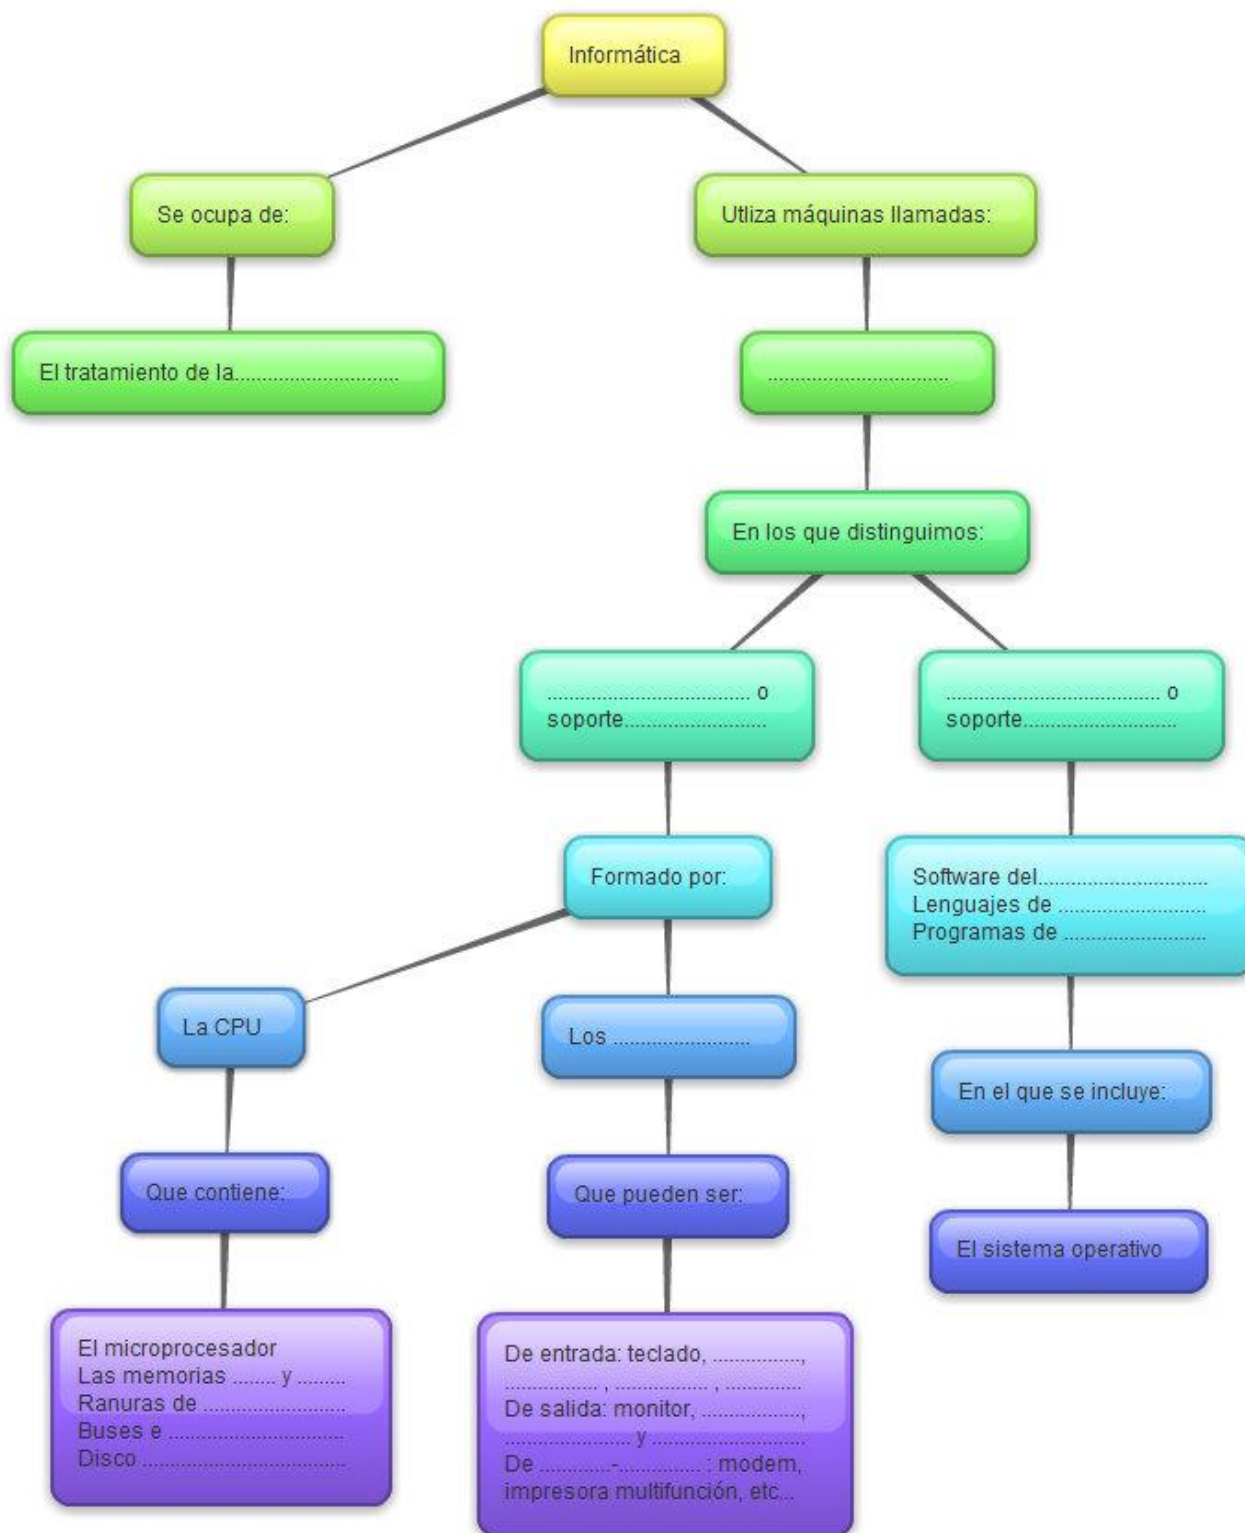 Informática
Se ocupa de:
Utliza máquinas llamadas:
El tratamiento de la..............................
.................................
En los que distinguimos:
..................................... o
soporte..........................
....................................... o
soporte............................
Formado por:
Software del...............................
Lenguajes de ...........................
Programas de ..........................
La CPU
Los .........................
En el que se incluye:
Que contiene:
Que pueden ser:
El sistema operativo
El microprocesador
Las memorias ........ y .........
Ranuras de ..........................
Buses e ................................
Disco .....................................
De entrada: teclado, ................,
................. , ................. , ..............
De salida: monitor, ..................,
....................... y ............................
De .............-............... : modem,
impresora multifunción, etc...